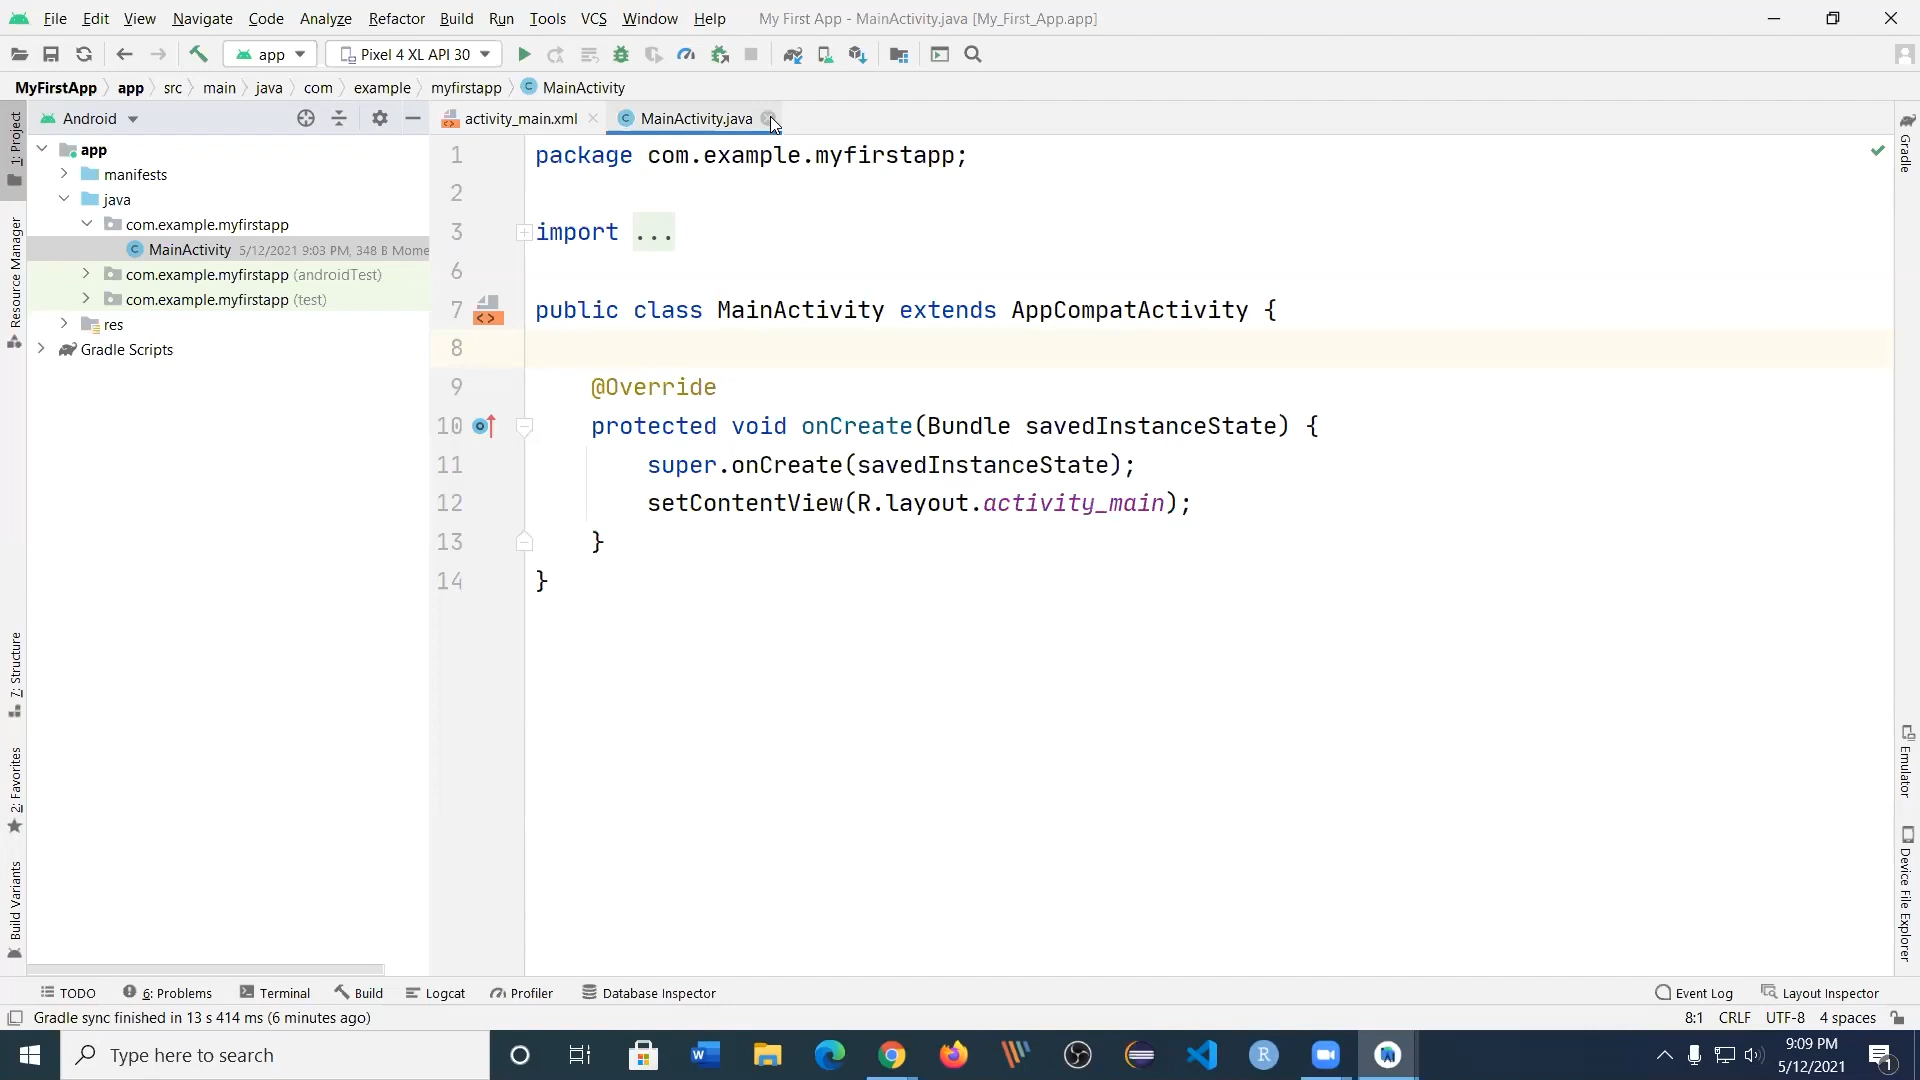 File Edit View Navigate Code Analyze Refactor Build Run Tools VCS Window Help My First App - MainActivity.java [My_First_App.app]
app Pixel 4 XL API 30
MyFirstApp app src main java com example myfirstapp MainActivity
Android
activity_main.xml MainActivity.java
1: Project
Resource Manager
7: Structure
2: Favorites
Build Variants
app
manifests
java
com.example.myfirstapp
MainActivity 5/12/2021 9:03 PM, 348 B Mome
com.example.myfirstapp (androidTest)
com.example.myfirstapp (test)
res
Gradle Scripts
1 package com.example.myfirstapp;
2
3 import ...
6
7 public class MainActivity extends AppCompatActivity {
8
9 @Override
10 protected void onCreate(Bundle savedInstanceState) {
11 super.onCreate(savedInstanceState);
12 setContentView(R.layout.activity_main);
13 }
14 }
Gradle
Emulator
Device File Explorer
TODO 6: Problems Terminal Build Logcat Profiler Database Inspector Event Log Layout Inspector
Gradle sync finished in 13 s 414 ms (6 minutes ago) 8:1 CRLF UTF-8 4 spaces
Type here to search
9:09 PM
5/12/2021
1